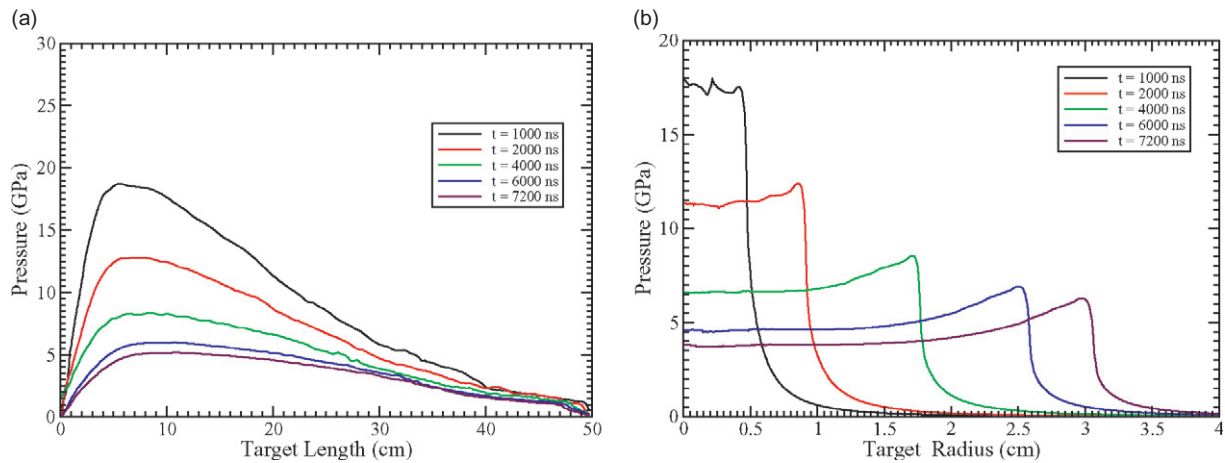 (a)
30
25
20
15
10
5
0
Pressure (GPa)
t = 1000 ns
t = 2000 ns
t = 4000 ns
t = 6000 ns
t = 7200 ns
0 10 20 30 40 50
Target Length (cm)
(b)
20
15
10
5
0
Pressure (GPa)
t = 1000 ns
t = 2000 ns
t = 4000 ns
t = 6000 ns
t = 7200 ns
0 0.5 1 1.5 2 2.5 3 3.5 4
Target Radius (cm)